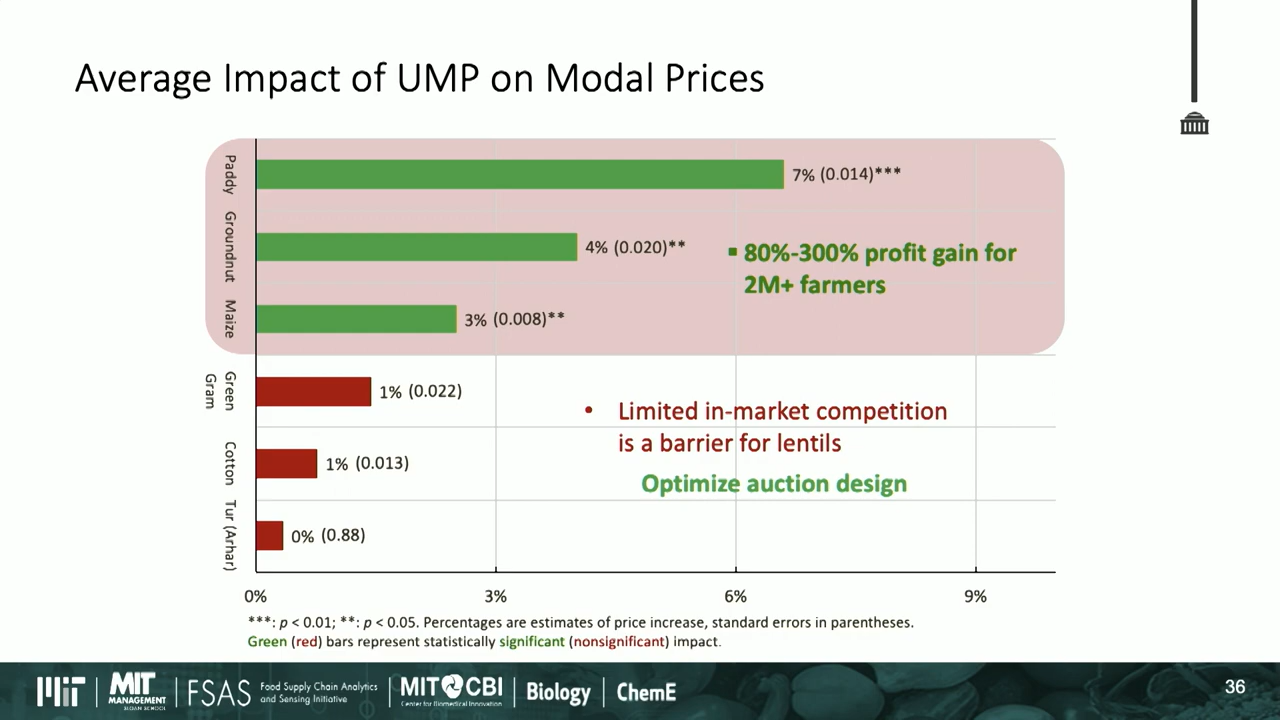 Average Impact of UMP on Modal Prices
Paddy
7% (0.014)***
Groundnut
4% (0.020)**
▪ 80%-300% profit gain for
2M+ farmers
Maize
3% (0.008)**
Green
Gram
1% (0.022)
• Limited in-market competition
is a barrier for lentils
Optimize auction design
Cotton
1% (0.013)
Tur (Arhar)
0% (0.88)
0% 3% 6% 9%
***: p < 0.01; **: p < 0.05. Percentages are estimates of price increase, standard errors in parentheses.
Green (red) bars represent statistically significant (nonsignificant) impact.
MIT
MIT
MANAGEMENT
SLOAN SCHOOL
FSAS
Food Supply Chain Analytics
and Sensing Initiative
MIT CBI
Center for Biomedical Innovation
Biology
ChemE
36